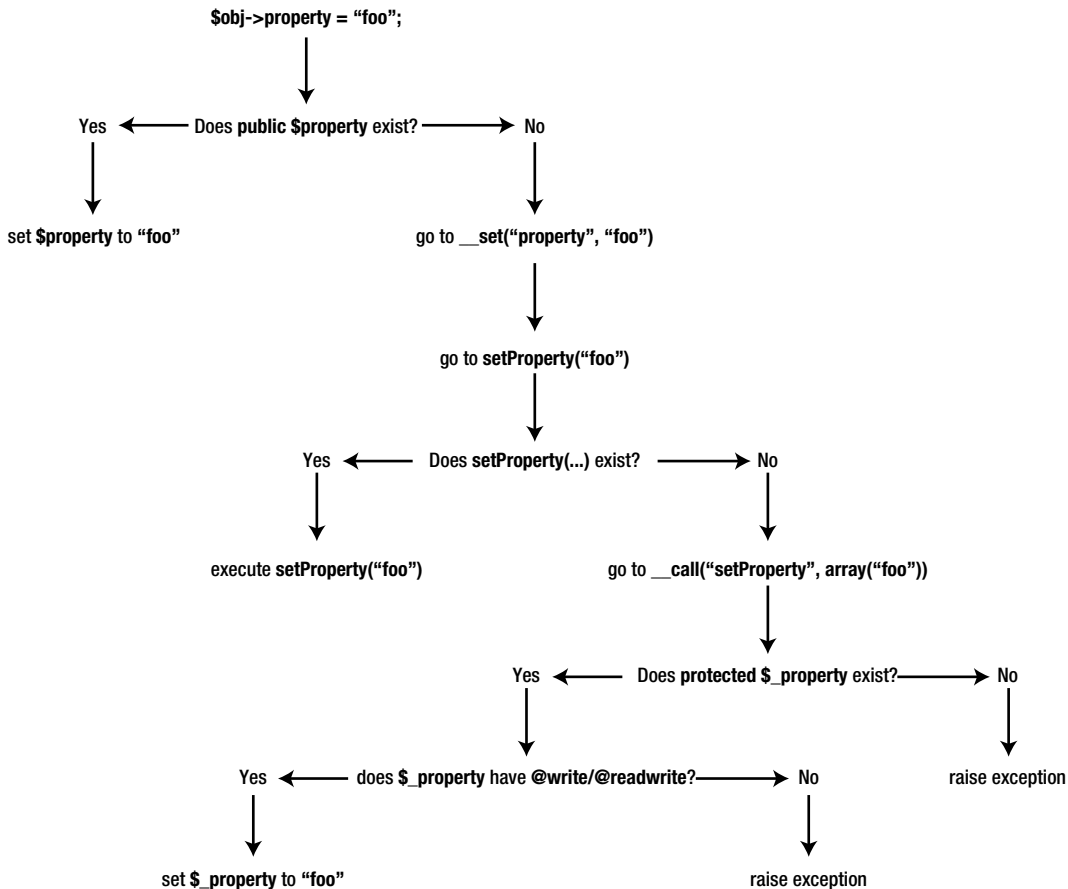 $obj->property = “foo”;
Yes
Does public $property exist?
No
set $property to “foo”
go to __set(“property”, “foo”)
go to setProperty(“foo”)
Yes
Does setProperty(...) exist?
No
execute setProperty(“foo”)
go to __call(“setProperty”, array(“foo”))
Yes
Does protected $_property exist?
No
Yes
does $_property have @write/@readwrite?
No
raise exception
set $_property to “foo”
raise exception